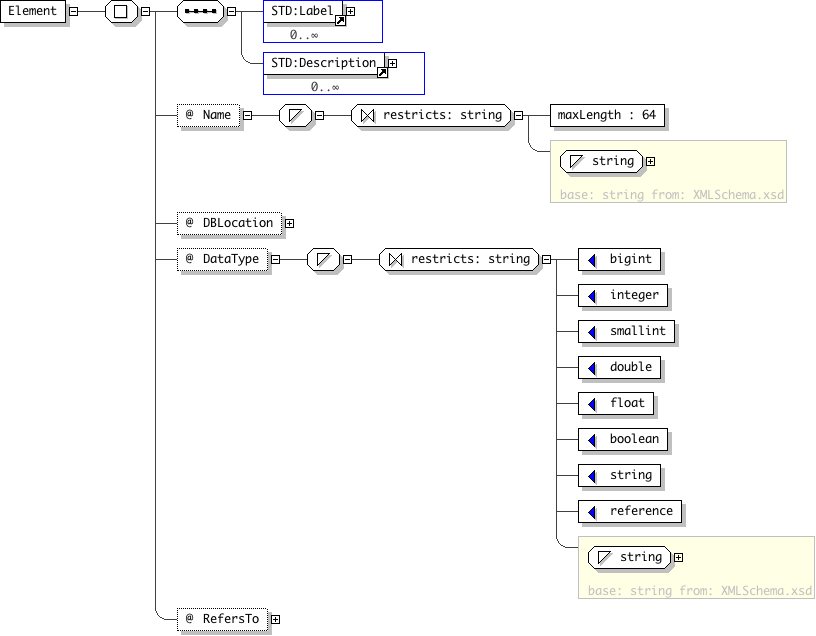 Element
STD:Label
0..∞
STD:Description
0..∞
@ Name
restricts: string
maxLength : 64
string
base: string from: XMLSchema.xsd
@ DBLocation
@ DataType
restricts: string
bigint
integer
smallint
double
float
boolean
string
reference
string
base: string from: XMLSchema.xsd
@ RefersTo